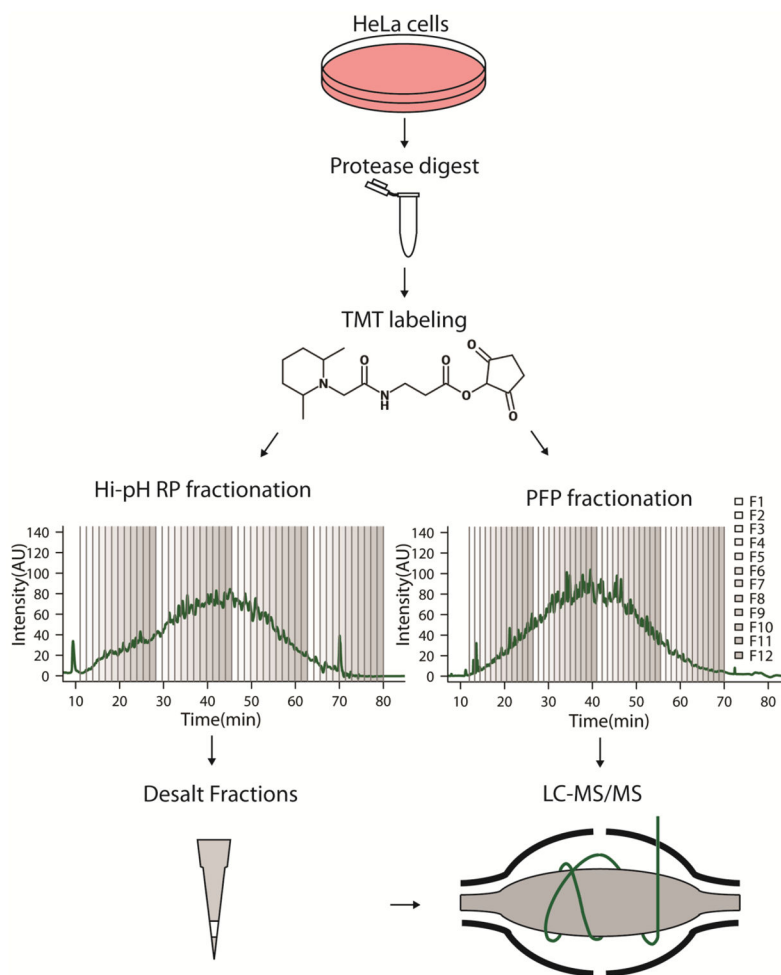 HeLa cells
Protease digest
TMT labeling
O
O
O
N
N
H
O
O
Hi-pH RP fractionation
PFP fractionation
Intensity(AU)
140
120
100
80
60
40
20
0
10 20 30 40 50 60 70 80
Time(min)
Intensity(AU)
140
120
100
80
60
40
20
0
10 20 30 40 50 60 70 80
Time(min)
F1
F2
F3
F4
F5
F6
F7
F8
F9
F10
F11
F12
Desalt Fractions
LC-MS/MS